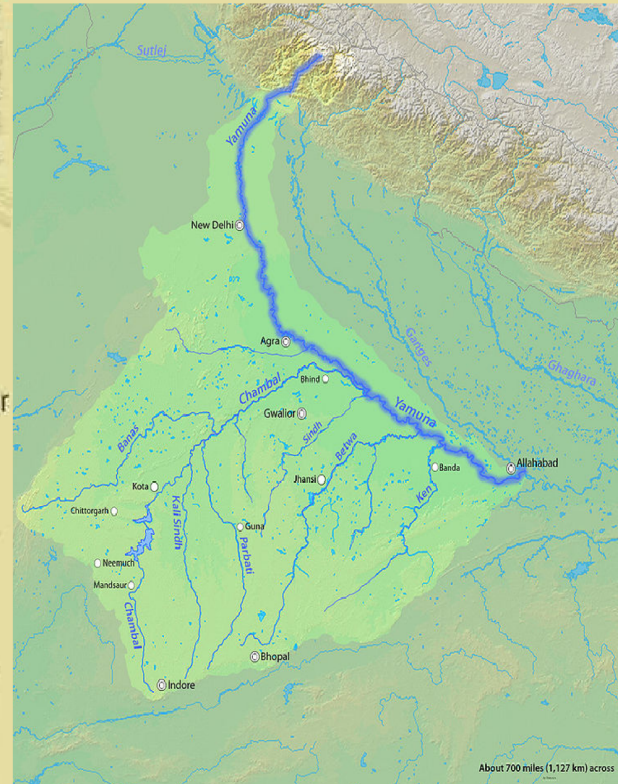 Sutlej
Yamuna
New Delhi
Agra
Ganges
Ghaghara
Chambal
Bhind
Yamuna
Gwalior
Banas
Sindh
Betwa
Allahabad
Banda
Kota
Jhansi
Ken
Chittorgarh
Kali Sindh
Guna
Parbati
Neemuch
Mandsaur
Chambal
Bhopal
Indore
About 700 miles (1,127 km) across